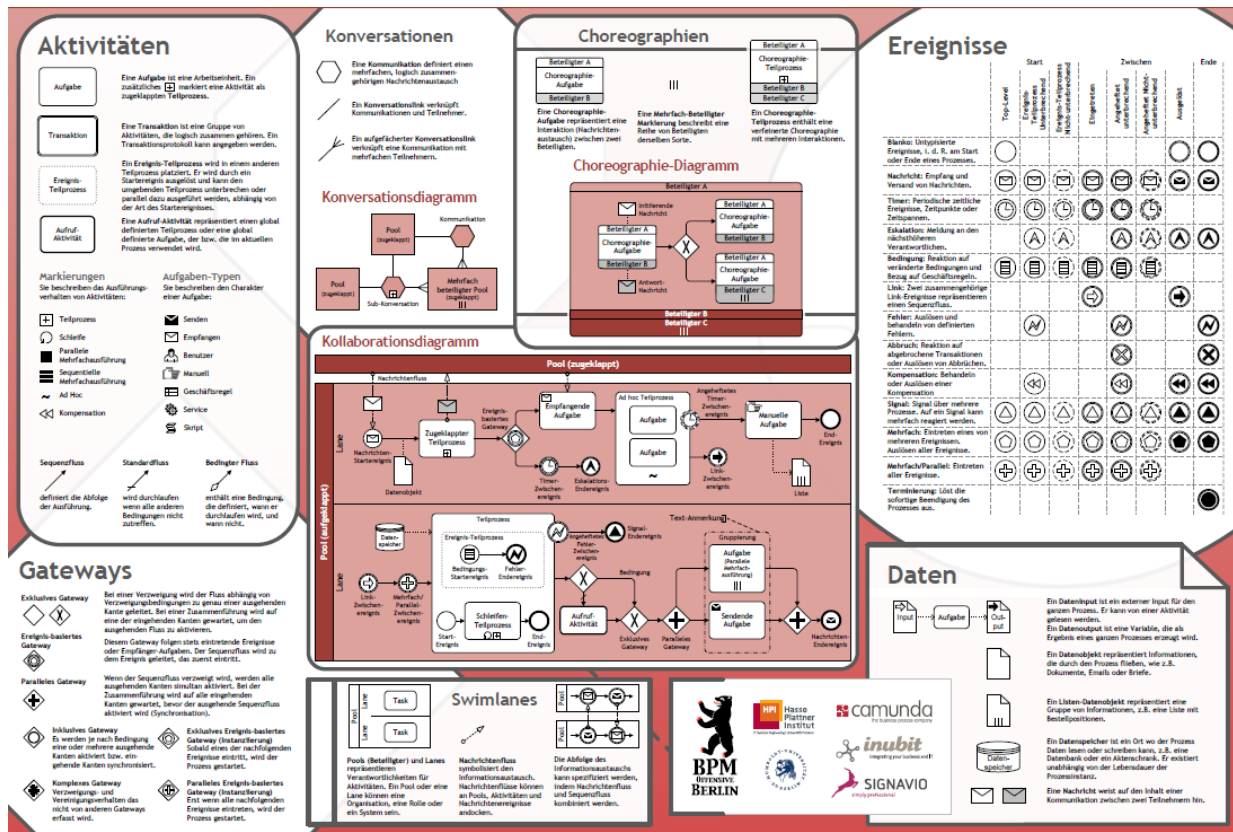 Aktivitäten
Aufgabe
Eine Aufgabe ist eine Arbeitseinheit. Ein
zusätzliches + markiert eine Aktivität als
zugeklappten Teilprozess.
Transaktion
Eine Transaktion ist eine Gruppe von
Aktivitäten, die logisch zusammen gehören. Ein
Transaktionsprotokoll kann angegeben werden.
Ereignis-
Teilprozess
Ein Ereignis-Teilprozess wird in einem anderen
Teilprozess platziert. Er wird durch ein
Startereignis ausgelöst und kann den
umgebenden Teilprozess unterbrechen oder
parallel dazu ausgeführt werden, abhängig von
der Art des Startereignisses.
Aufruf-
Aktivität
Eine Aufruf-Aktivität repräsentiert einen global
definierten Teilprozess oder eine global
definierte Aufgabe, der bzw. die im aktuellen
Prozess verwendet wird.
Markierungen
Sie beschreiben das Ausführungs-
verhalten von Aktivitäten:
Teilprozess
Schleife
Parallele
Mehrfachausführung
Sequentielle
Mehrfachausführung
Ad Hoc
Kompensation
Aufgaben-Typen
Sie beschreiben den Charakter
einer Aufgabe:
Senden
Empfangen
Benutzer
Manuell
Geschäftsregel
Service
Skript
Sequenzfluss
definiert die Abfolge
der Ausführung.
Standardfluss
wird durchlaufen
wenn alle anderen
Bedingungen nicht
zutreffen.
Bedingter Fluss
enthält eine Bedingung,
die definiert, wann er
durchlaufen wird, und
wann nicht.
Konversationen
Eine Kommunikation definiert einen
mehrfachen, logisch zusammen-
gehörigen Nachrichtenaustausch
Ein Konversationslink verknüpft
Kommunikationen und Teilnehmer.
Ein aufgefächerter Konversationslink
verknüpft eine Kommunikation mit
mehrfachen Teilnehmern.
Konversationsdiagramm
Kommunikation
Pool
(zugeklappt)
Pool
(zugeklappt)
Sub-Konversation
Mehrfach
beteiligter Pool
(zugeklappt)
Choreographien
Beteiligter A
Choreographie-
Aufgabe
Beteiligter B
Eine Choreographie-
Aufgabe repräsentiert eine
Interaktion (Nachrichten-
austausch) zwischen zwei
Beteiligten.
Eine Mehrfach-Beteiligter
Markierung beschreibt eine
Reihe von Beteiligten
derselben Sorte.
Beteiligter A
Choreographie-
Teilprozess
Beteiligter B
Beteiligter C
Ein Choreographie-
Teilprozess enthält eine
verfeinerte Choreographie
mit mehreren Interaktionen.
Choreographie-Diagramm
Beteiligter A
Initiierende
Nachricht
Beteiligter A
Choreographie-
Aufgabe
Beteiligter B
Antwort-
Nachricht
Beteiligter A
Choreographie-
Aufgabe
Beteiligter B
Beteiligter A
Choreographie-
Aufgabe
Beteiligter C
Beteiligter B
Beteiligter C
Ereignisse
Start
Zwischen
Ende
Top-Level
Ereignis-
Teilprozess
Unterbrechend
Ereignis-Teilprozess
Nicht-unterbrechend
Eingetreten
Angeheftet
unterbrechend
Angeheftet Nicht-
unterbrechend
Ausgelöst
Blanko: Untypisierte
Ereignisse, i. d. R. am Start
oder Ende eines Prozesses.
Nachricht: Empfang und
Versand von Nachrichten.
Timer: Periodische zeitliche
Ereignisse, Zeitpunkte oder
Zeitspannen.
Eskalation: Meldung an den
nächsthöheren
Verantwortlichen.
Bedingung: Reaktion auf
veränderte Bedingungen und
Bezug auf Geschäftsregeln.
Link: Zwei zusammengehörige
Link-Ereignisse repräsentieren
einen Sequenzfluss.
Fehler: Auslösen und
behandeln von definierten
Fehlern.
Abbruch: Reaktion auf
abgebrochene Transaktionen
oder Auslösen von Abbrüchen.
Kompensation: Behandeln
oder Auslösen einer
Kompensation
Signal: Signal über mehrere
Prozesse. Auf ein Signal kann
mehrfach reagiert werden.
Mehrfach: Eintreten eines von
mehreren Ereignissen.
Auslösen aller Ereignisse.
Mehrfach/Parallel: Eintreten
aller Ereignisse.
Terminierung: Löst die
sofortige Beendigung des
Prozesses aus.
Kollaborationsdiagramm
Pool (zugeklappt)
Nachrichtenfluss
Pool (aufgeklappt)
Lane
Nachrichten-
Startereignis
Zugeklappter
Teilprozess
Datenobjekt
Ereignis-
basiertes
Gateway
Empfangende
Aufgabe
Timer-
Zwischen-
ereignis
Eskalations-
Endereignis
Ad hoc Teilprozess
Aufgabe
Aufgabe
~
Angeheftetes
Timer-
Zwischen-
ereignis
Link-
Zwischen-
ereignis
Manuelle
Aufgabe
Liste
End-
Ereignis
Lane
Daten-
speicher
Link-
Zwischen-
ereignis
Mehrfach/
Parallel-
Zwischen-
ereignis
Teilprozess
Ereignis-Teilprozess
Bedingungs-
Startereignis
Fehler-
Endereignis
Start-
Ereignis
Schleifen-
Teilprozess
End-
Ereignis
Angeheftetes
Fehler-
Zwischen-
ereignis
Signal-
Endereignis
Aufruf-
Aktivität
Bedingung
Exklusives
Gateway
Paralleles
Gateway
Text-Anmerkung
Gruppierung
Aufgabe
(Parallele
Mehrfach-
ausführung)
Sendende
Aufgabe
Nachrichten-
Endereignis
Gateways
Exklusives Gateway
Bei einer Verzweigung wird der Fluss abhängig von
Verzweigungsbedingungen zu genau einer ausgehenden
Kante geleitet. Bei einer Zusammenführung wird auf
eine der eingehenden Kanten gewartet, um den
ausgehenden Fluss zu aktivieren.
Ereignis-basiertes
Gateway
Diesem Gateway folgen stets eintretende Ereignisse
oder Empfänger-Aufgaben. Der Sequenzfluss wird zu
dem Ereignis geleitet, das zuerst eintritt.
Paralleles Gateway
Wenn der Sequenzfluss verzweigt wird, werden alle
ausgehenden Kanten simultan aktiviert. Bei der
Zusammenführung wird auf alle eingehenden
Kanten gewartet, bevor der ausgehende Sequenzfluss
aktiviert wird (Synchronisation).
Inklusives Gateway
Es werden je nach Bedingung
eine oder mehrere ausgehende
Kanten aktiviert bzw. ein-
gehende Kanten synchronisiert.
Exklusives Ereignis-basiertes
Gateway (Instanziierung)
Sobald eines der nachfolgenden
Ereignisse eintritt, wird der
Prozess gestartet.
Komplexes Gateway
Verzweigungs- und
Vereinigungsverhalten das
nicht von anderen Gateways
erfasst wird.
Paralleles Ereignis-basiertes
Gateway (Instanziierung)
Erst wenn alle nachfolgenden
Ereignisse eintreten, wird der
Prozess gestartet.
Swimlanes
Pool
Lane
Task
Lane
Task
Pools (Beteiligter) und Lanes
repräsentieren
Verantwortlichkeiten für
Aktivitäten. Ein Pool oder eine
Lane können eine
Organisation, eine Rolle oder
ein System sein.
Nachrichtenfluss
symbolisiert den
Informationsaustausch.
Nachrichtenflüsse können
an Pools, Aktivitäten und
Nachrichtenereignisse
andocken.
Pool
Pool
Die Abfolge des
Informationsaustauschs
kann spezifiziert werden,
indem Nachrichtenfluss
und Sequenzfluss
kombiniert werden.
BPM
OFFENSIVE
BERLIN
HPI
Hasso
Plattner
Institut
camunda
the business process company
inubit
integrating your business and IT
SIGNAVIO
simply professional
Daten
Input
Aufgabe
Out-
put
Ein Dateninput ist ein externer Input für den
ganzen Prozess. Er kann von einer Aktivität
gelesen werden.
Ein Datenoutput ist eine Variable, die als
Ergebnis eines ganzen Prozesses erzeugt wird.
Ein Datenobjekt repräsentiert Informationen,
die durch den Prozess fließen, wie z.B.
Dokumente, Emails oder Briefe.
Ein Listen-Datenobjekt repräsentiert eine
Gruppe von Informationen, z.B. eine Liste mit
Bestellpositionen.
Daten-
speicher
Ein Datenspeicher ist ein Ort wo der Prozess
Daten lesen oder schreiben kann, z.B. eine
Datenbank oder ein Aktenschrank. Er existiert
unabhängig von der Lebensdauer der
Prozessinstanz.
Eine Nachricht weist auf den Inhalt einer
Kommunikation zwischen zwei Teilnehmern hin.